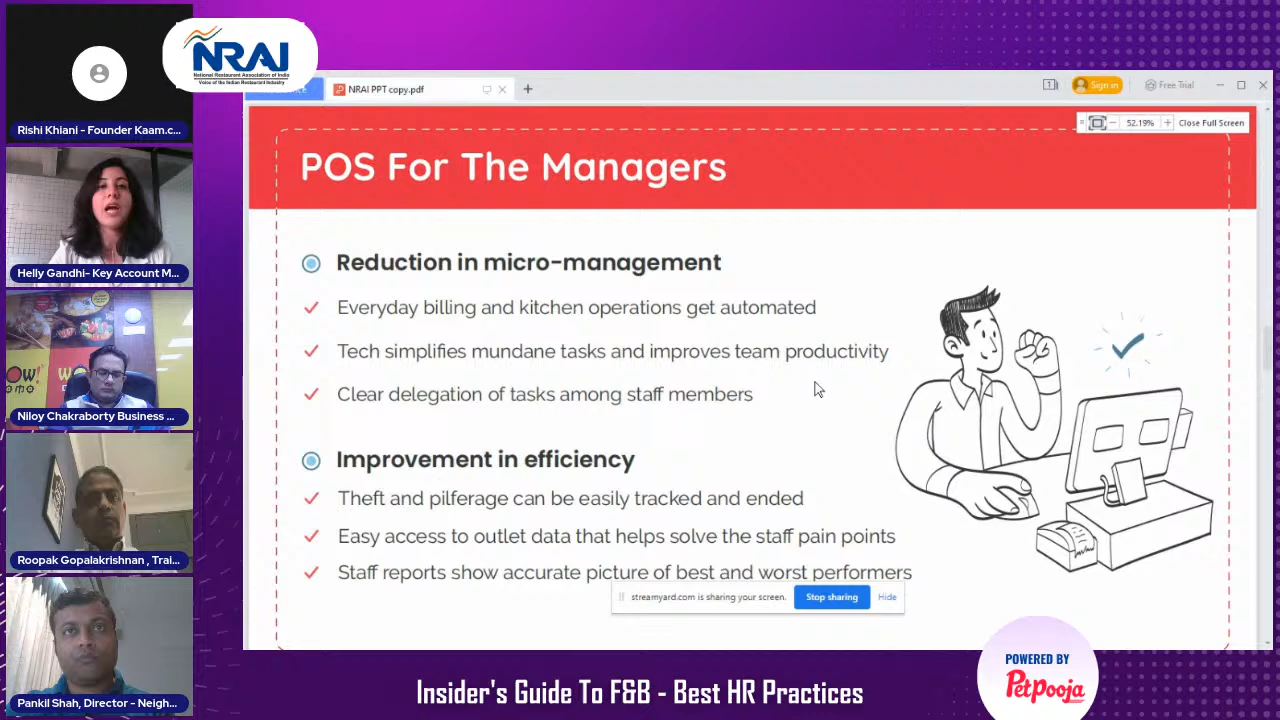 NRAI
National Restaurant Association of India
Voice of the Indian Restaurant Industry
Rishi Khiani - Founder Kaam.c...
Helly Gandhi- Key Account M...
WOW!
Niloy Chakraborty Business ...
Roopak Gopalakrishnan , Trai...
Pankil Shah, Director - Neigh...
NRAI PPT copy.pdf
Sign in
Free Trial
52.19%
Close Full Screen
POS For The Managers
Reduction in micro-management
Everyday billing and kitchen operations get automated
Tech simplifies mundane tasks and improves team productivity
Clear delegation of tasks among staff members
Improvement in efficiency
Theft and pilferage can be easily tracked and ended
Easy access to outlet data that helps solve the staff pain points
Staff reports show accurate picture of best and worst performers
streamyard.com is sharing your screen.
Stop sharing
Hide
POWERED BY
Petpooja
Insider's Guide To F&B - Best HR Practices